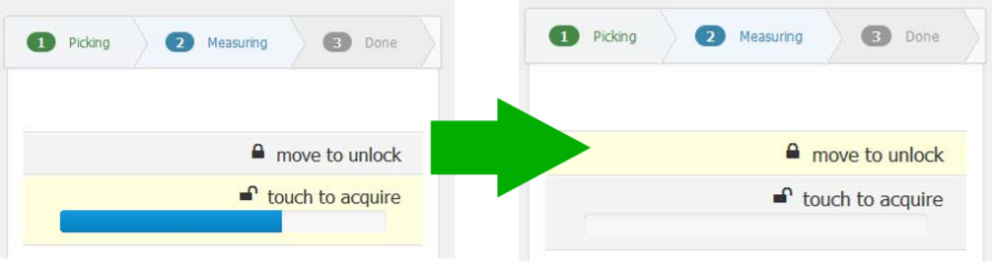 1 Picking 2 Measuring 3 Done
move to unlock
touch to acquire
1 Picking 2 Measuring 3 Done
move to unlock
touch to acquire